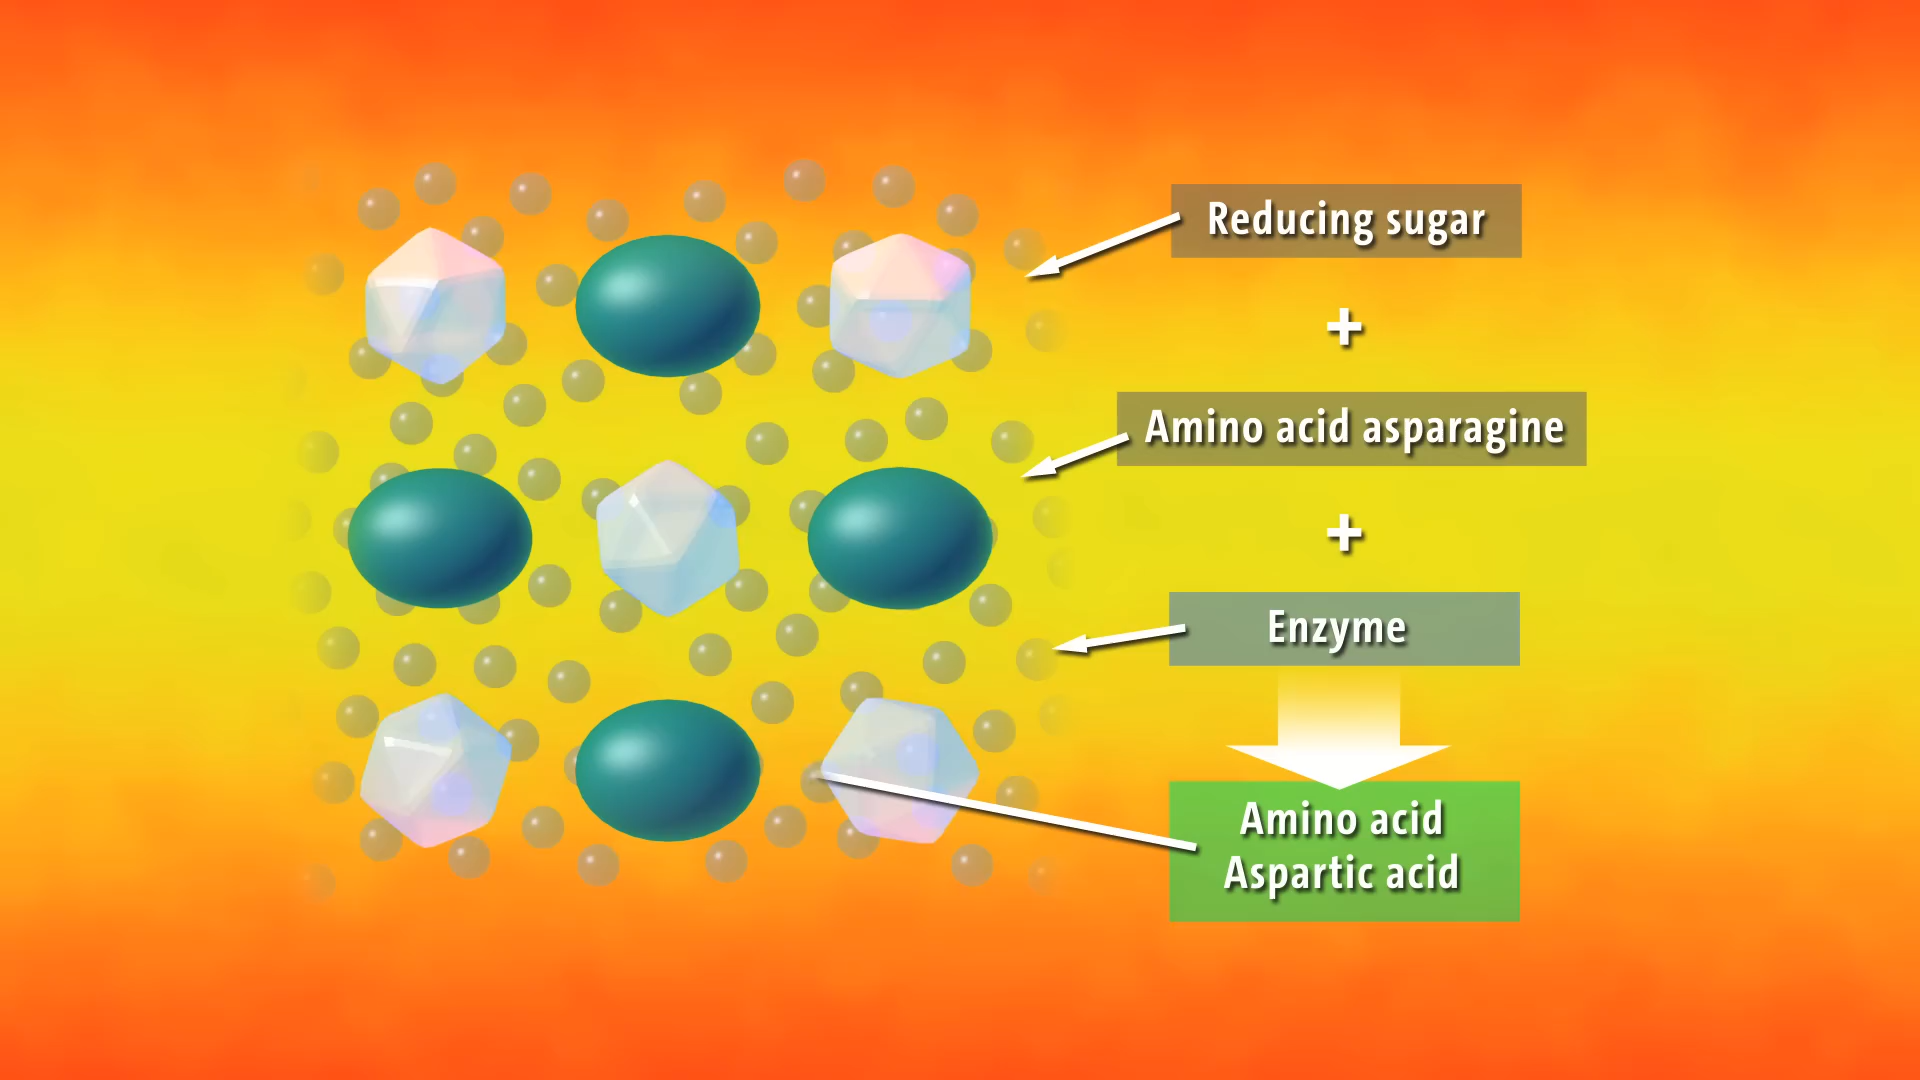 Reducing sugar
+
Amino acid asparagine
+
Enzyme
Amino acid
Aspartic acid